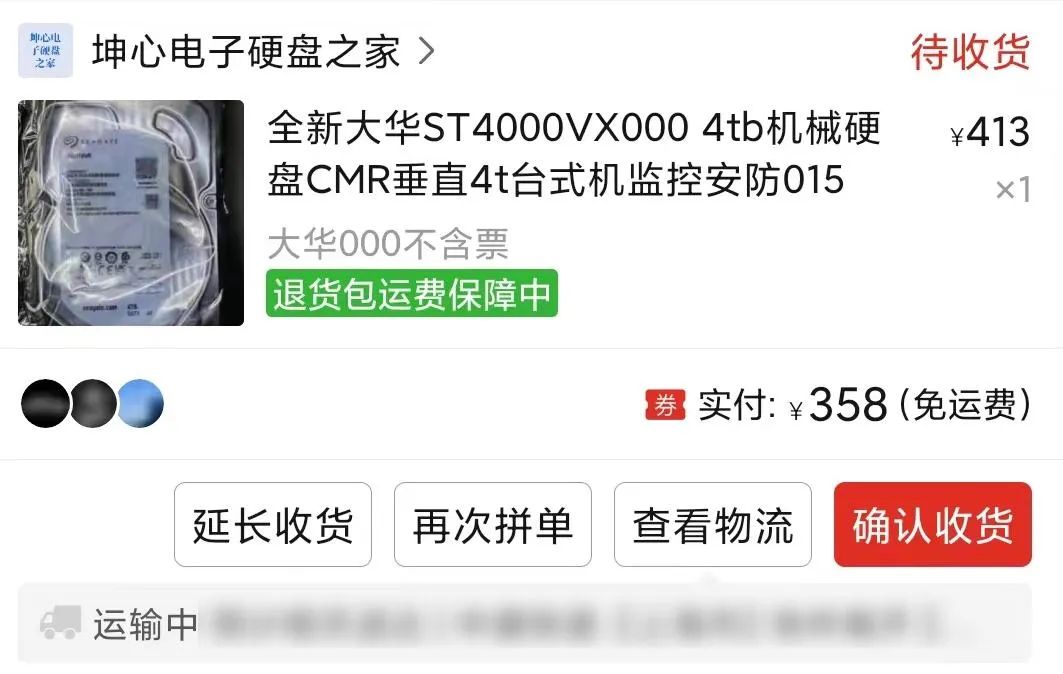 坤心电
子硬盘
之家
坤心电子硬盘之家
待收货
全新大华ST4000VX000 4tb机械硬
盘CMR垂直4t台式机监控安防015
¥413
×1
大华000不含票
退货包运费保障中
券 实付: ¥358 (免运费)
延长收货
再次拼单
查看物流
确认收货
运输中